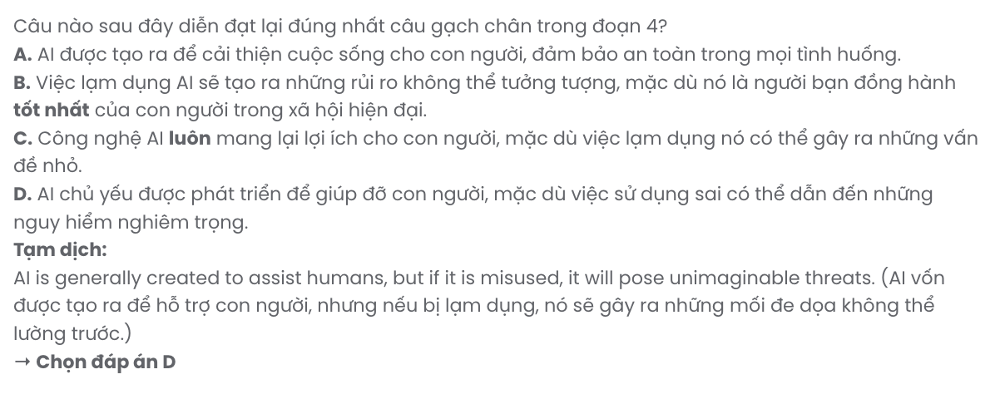 Câu nào sau đây diễn đạt lại đúng nhất câu gạch chân trong đoạn 4?
A. AI được tạo ra để cải thiện cuộc sống cho con người, đảm bảo an toàn trong mọi tình huống.
B. Việc lạm dụng AI sẽ tạo ra những rủi ro không thể tưởng tượng, mặc dù nó là người bạn đồng hành
tốt nhất của con người trong xã hội hiện đại.
C. Công nghệ AI luôn mang lại lợi ích cho con người, mặc dù việc lạm dụng nó có thể gây ra những vấn
đề nhỏ.
D. AI chủ yếu được phát triển để giúp đỡ con người, mặc dù việc sử dụng sai có thể dẫn đến những
nguy hiểm nghiêm trọng.
Tạm dịch:
AI is generally created to assist humans, but if it is misused, it will pose unimaginable threats. (AI vốn
được tạo ra để hỗ trợ con người, nhưng nếu bị lạm dụng, nó sẽ gây ra những mối đe dọa không thể
lường trước.)
→ Chọn đáp án D